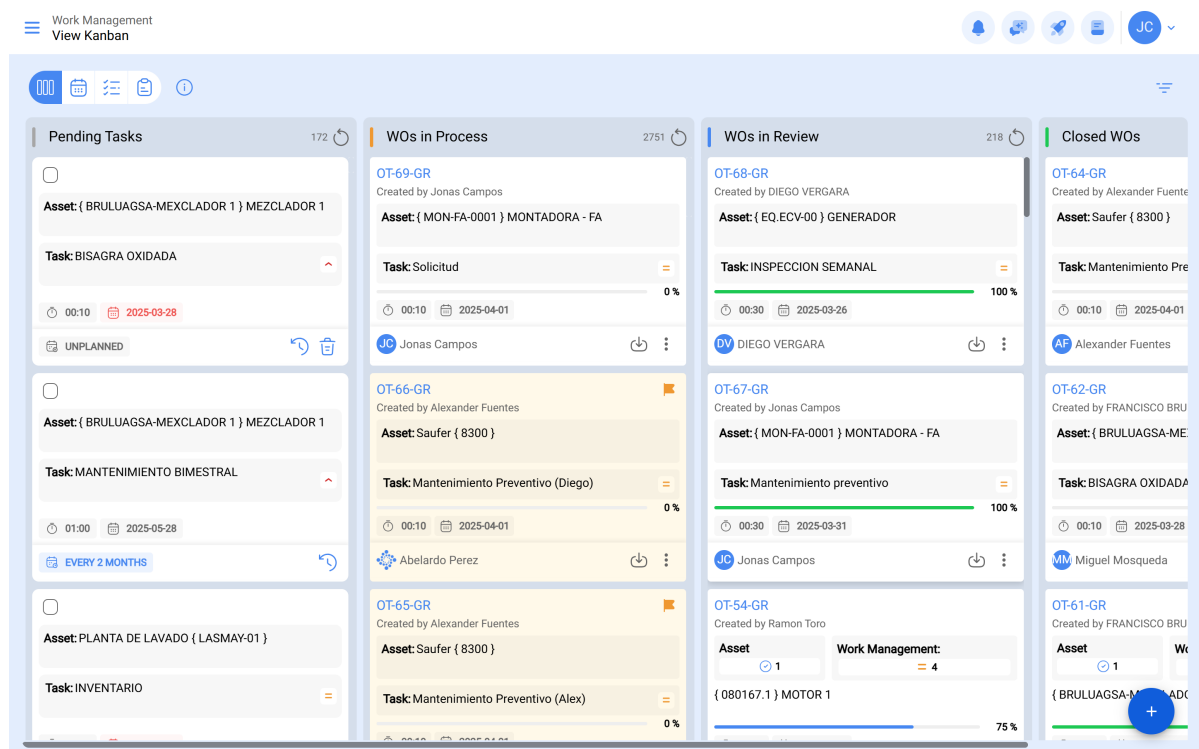 Work Management
View Kanban
JC
Pending Tasks
172
Asset: { BRULUAGSA-MEXCLADOR 1 } MEZCLADOR 1
Task: BISAGRA OXIDADA
00:10
2025-03-28
UNPLANNED
Asset: { BRULUAGSA-MEXCLADOR 1 } MEZCLADOR 1
Task: MANTENIMIENTO BIMESTRAL
01:00
2025-05-28
EVERY 2 MONTHS
Asset: PLANTA DE LAVADO { LASMAY-01 }
Task: INVENTARIO
WOs in Process
2751
OT-69-GR
Created by Jonas Campos
Asset: { MON-FA-0001 } MONTADORA - FA
Task: Solicitud
0 %
00:10
2025-04-01
JC Jonas Campos
OT-66-GR
Created by Alexander Fuentes
Asset: Saufer { 8300 }
Task: Mantenimiento Preventivo (Diego)
0 %
00:10
2025-04-01
Abelardo Perez
OT-65-GR
Created by Alexander Fuentes
Asset: Saufer { 8300 }
Task: Mantenimiento Preventivo (Alex)
0 %
WOs in Review
218
OT-68-GR
Created by DIEGO VERGARA
Asset: { EQ.ECV-00 } GENERADOR
Task: INSPECCION SEMANAL
100 %
00:30
2025-03-26
DV DIEGO VERGARA
OT-67-GR
Created by Jonas Campos
Asset: { MON-FA-0001 } MONTADORA - FA
Task: Mantenimiento preventivo
100 %
00:30
2025-03-31
JC Jonas Campos
OT-54-GR
Created by Ramon Toro
Asset
1
Work Management:
4
{ 080167.1 } MOTOR 1
75 %
Closed WOs
OT-64-GR
Created by Alexander Fuente
Asset: Saufer { 8300 }
Task: Mantenimiento Pre
00:10
2025-04-01
AF Alexander Fuentes
OT-62-GR
Created by FRANCISCO BRU
Asset: { BRULUAGSA-ME
Task: BISAGRA OXIDADA
00:10
2025-03-28
MM Miguel Mosqueda
OT-61-GR
Created by FRANCISCO BRU
Asset
1
Wo
{ BRULUAGSA-M
ADO